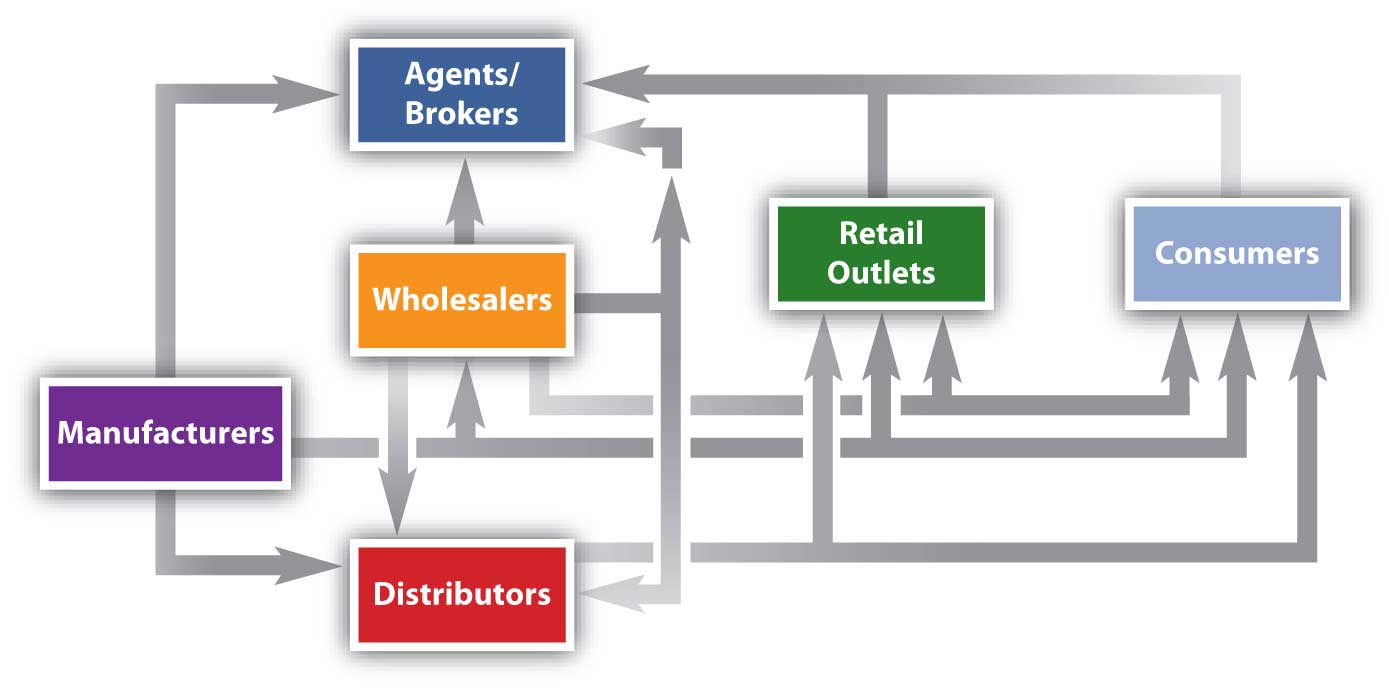 Agents/
Brokers
Retail
Outlets
Consumers
Wholesalers
Manufacturers
Distributors